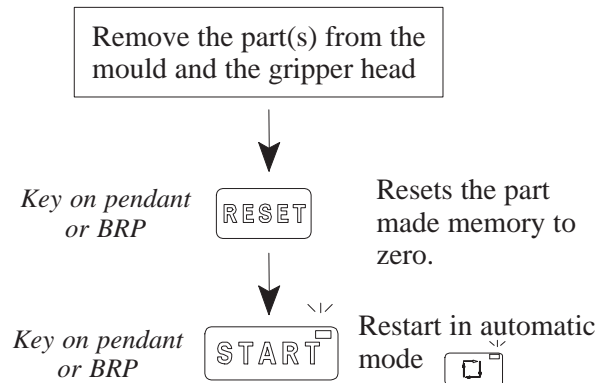 Remove the part(s) from the
mould and the gripper head
Key on pendant
or BRP
RESET
Resets the part
made memory to
zero.
Key on pendant
or BRP
START
Restart in automatic
mode